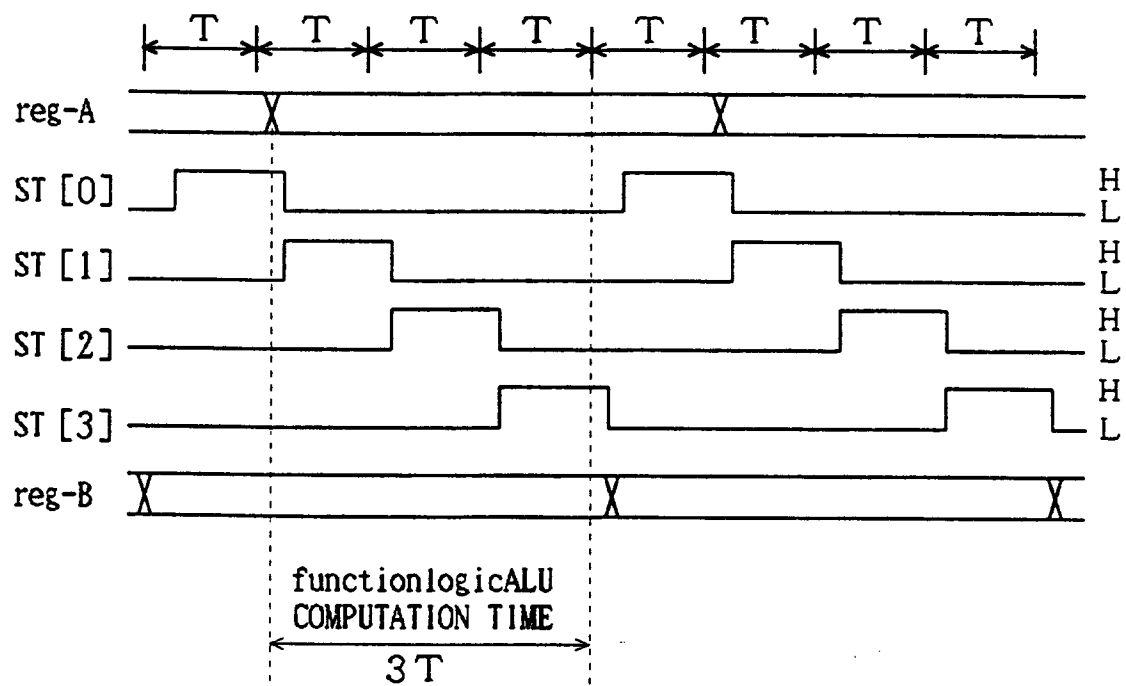 T T T T T T T T
reg-A
ST [0] H
L
ST [1] H
L
ST [2] H
L
ST [3] H
L
reg-B
functionlogicALU
COMPUTATION TIME
3T